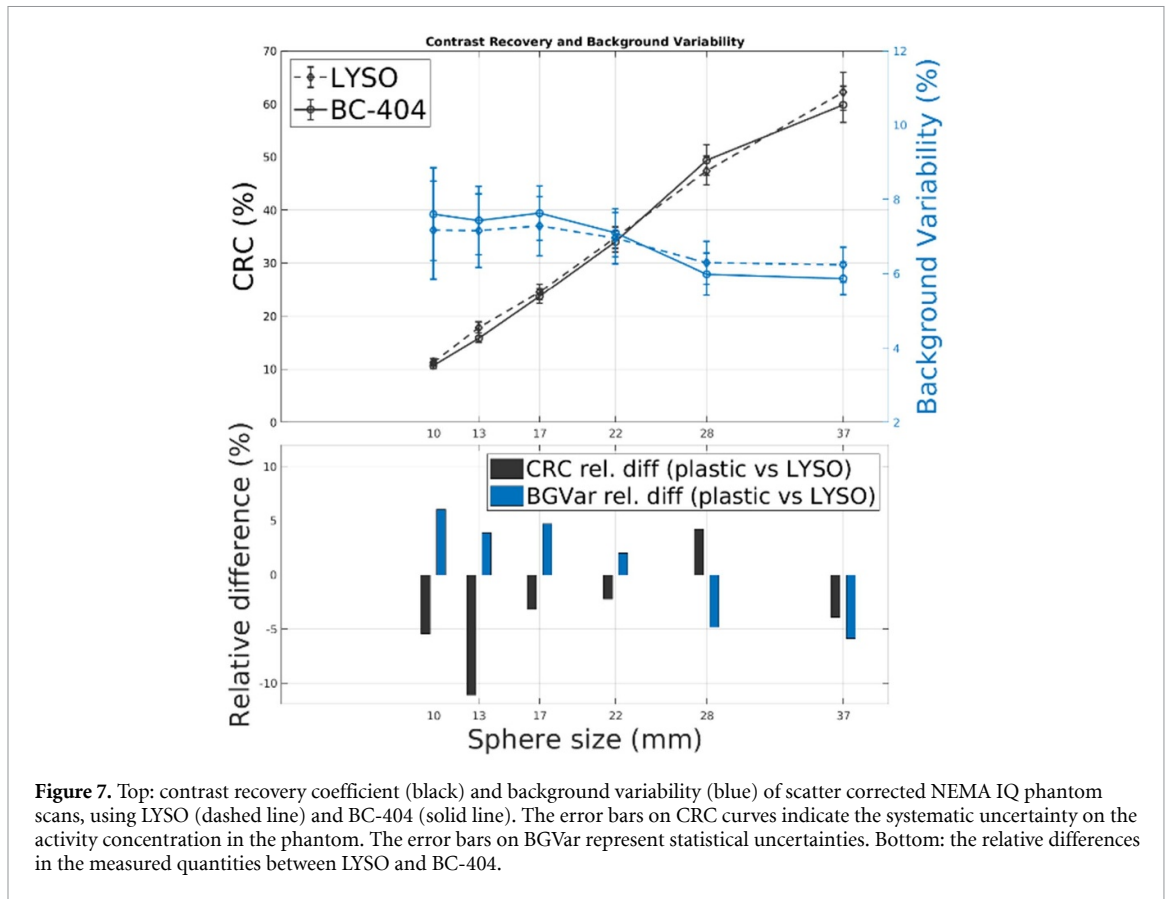 Contrast Recovery and Background Variability
70
60
50
40
30
20
10
0
CRC (%)
LYSO
BC-404
12
10
8
6
4
2
Background Variability (%)
10 13 17 22 28 37
Relative difference (%)
10
5
0
-5
-10
CRC rel. diff (plastic vs LYSO)
BGVar rel. diff (plastic vs LYSO)
10 13 17 22 28 37
Sphere size (mm)
Figure 7. Top: contrast recovery coefficient (black) and background variability (blue) of scatter corrected NEMA IQ phantom
scans, using LYSO (dashed line) and BC-404 (solid line). The error bars on CRC curves indicate the systematic uncertainty on the
activity concentration in the phantom. The error bars on BGVar represent statistical uncertainties. Bottom: the relative differences
in the measured quantities between LYSO and BC-404.